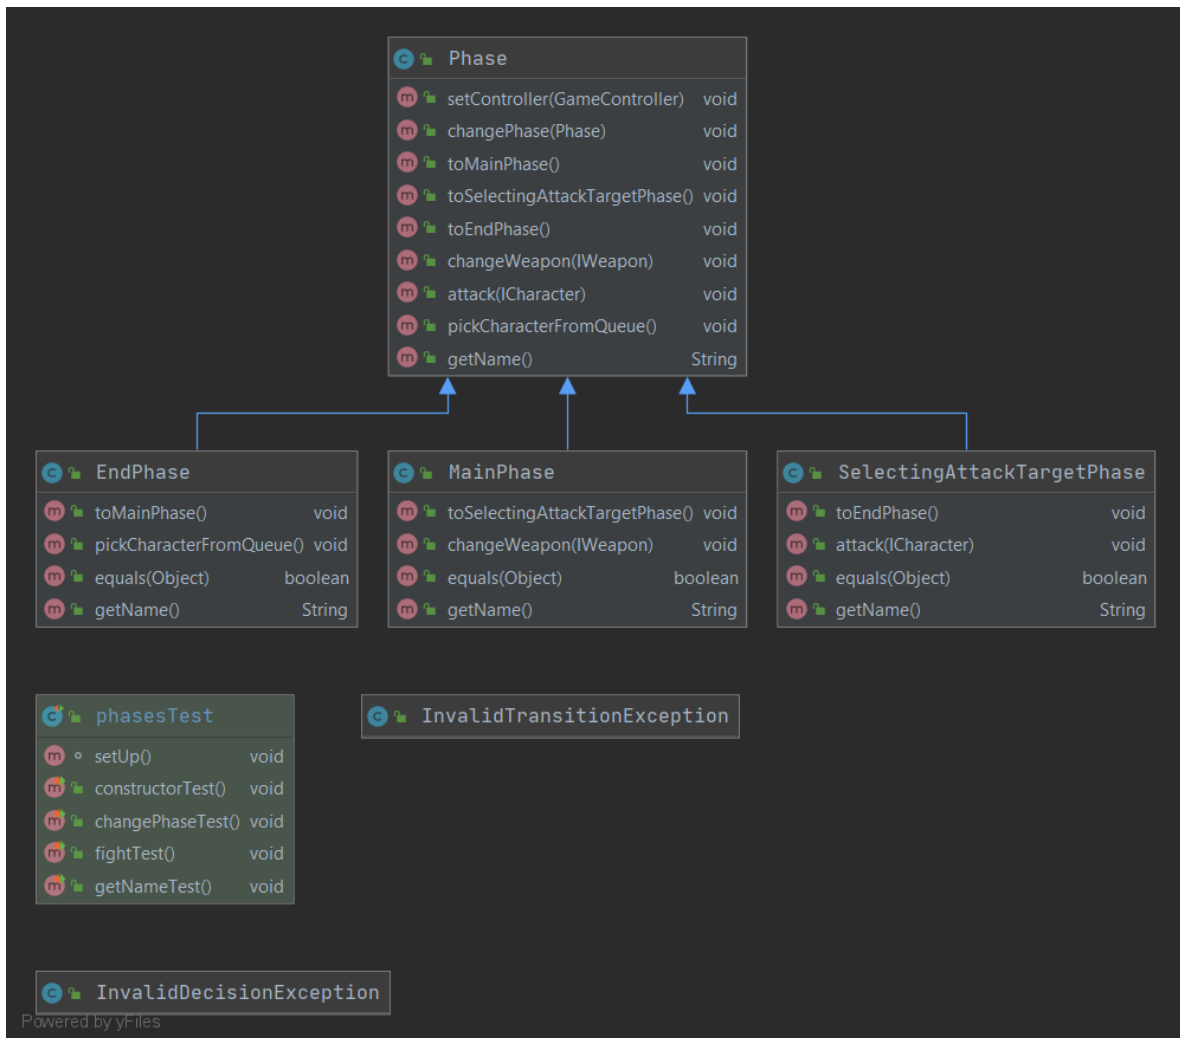 Phase
setController(GameController) void
changePhase(Phase) void
toMainPhase() void
toSelectingAttackTargetPhase() void
toEndPhase() void
changeWeapon(IWeapon) void
attack(ICharacter) void
pickCharacterFromQueue() void
getName() String
EndPhase
toMainPhase() void
pickCharacterFromQueue() void
equals(Object) boolean
getName() String
MainPhase
toSelectingAttackTargetPhase() void
changeWeapon(IWeapon) void
equals(Object) boolean
getName() String
SelectingAttackTargetPhase
toEndPhase() void
attack(ICharacter) void
equals(Object) boolean
getName() String
phasesTest
setUp() void
constructorTest() void
changePhaseTest() void
fightTest() void
getNameTest() void
InvalidTransitionException
InvalidDecisionException
Powered by yFiles